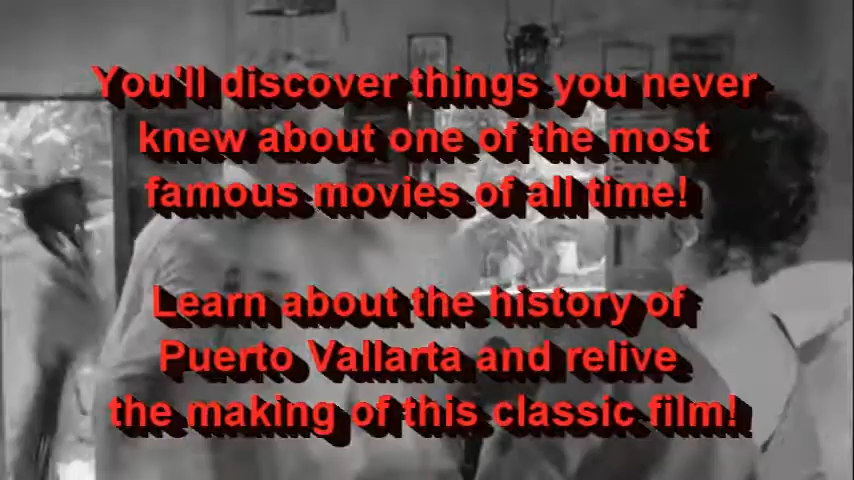 You'll discover things you never
knew about one of the most
famous movies of all time!
Learn about the history of
Puerto Vallarta and relive
the making of this classic film!